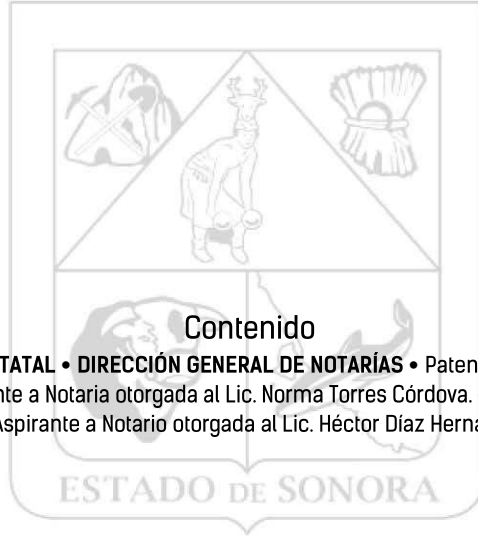 Contenido
TATAL • DIRECCIÓN GENERAL DE NOTARÍAS • Paten
nte a Notaria otorgada al Lic. Norma Torres Córdova.
Aspirante a Notario otorgada al Lic. Héctor Díaz Herna
ESTADO DE SONORA